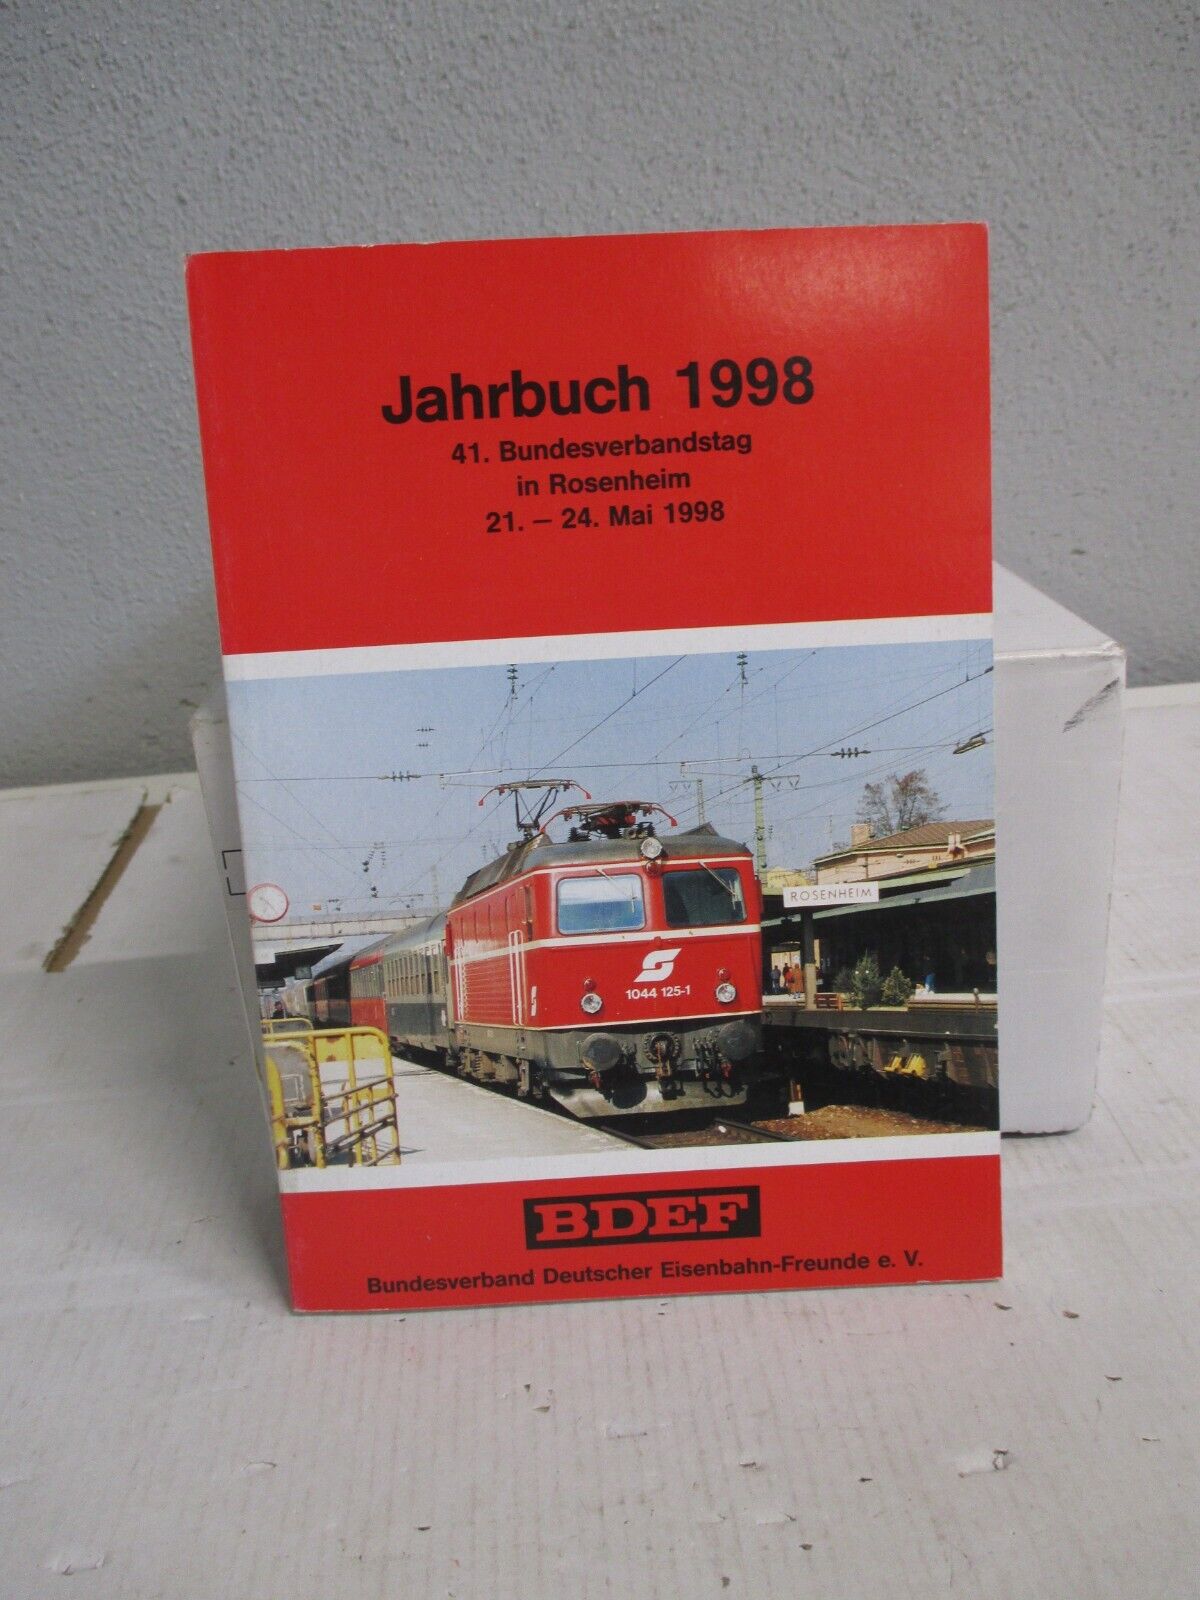 Jahrbuch 1998
41. Bundesverbandstag
in Rosenheim
21. – 24. Mai 1998
ROSENHEIM
1044 125-1
BDEF
Bundesverband Deutscher Eisenbahn-Freunde e. V.